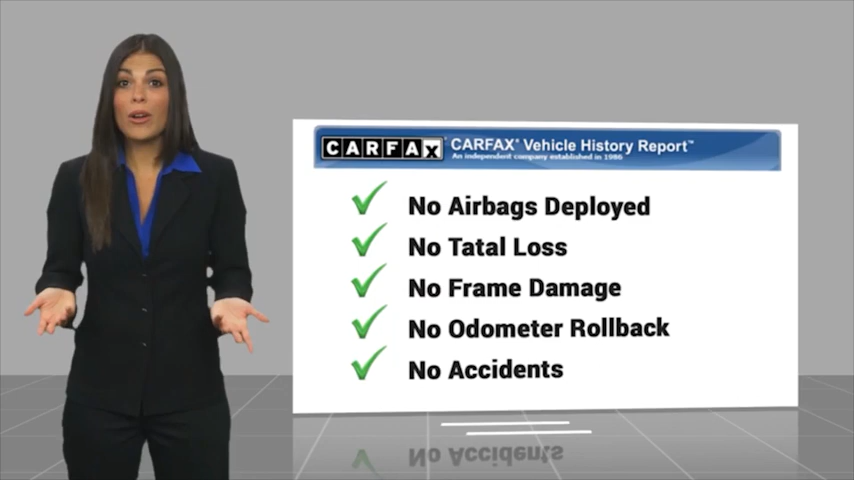 CARFAX CARFAX® Vehicle History Report™
An independent company established in 1986
No Airbags Deployed
No Tatal Loss
No Frame Damage
No Odometer Rollback
No Accidents
No Accidents